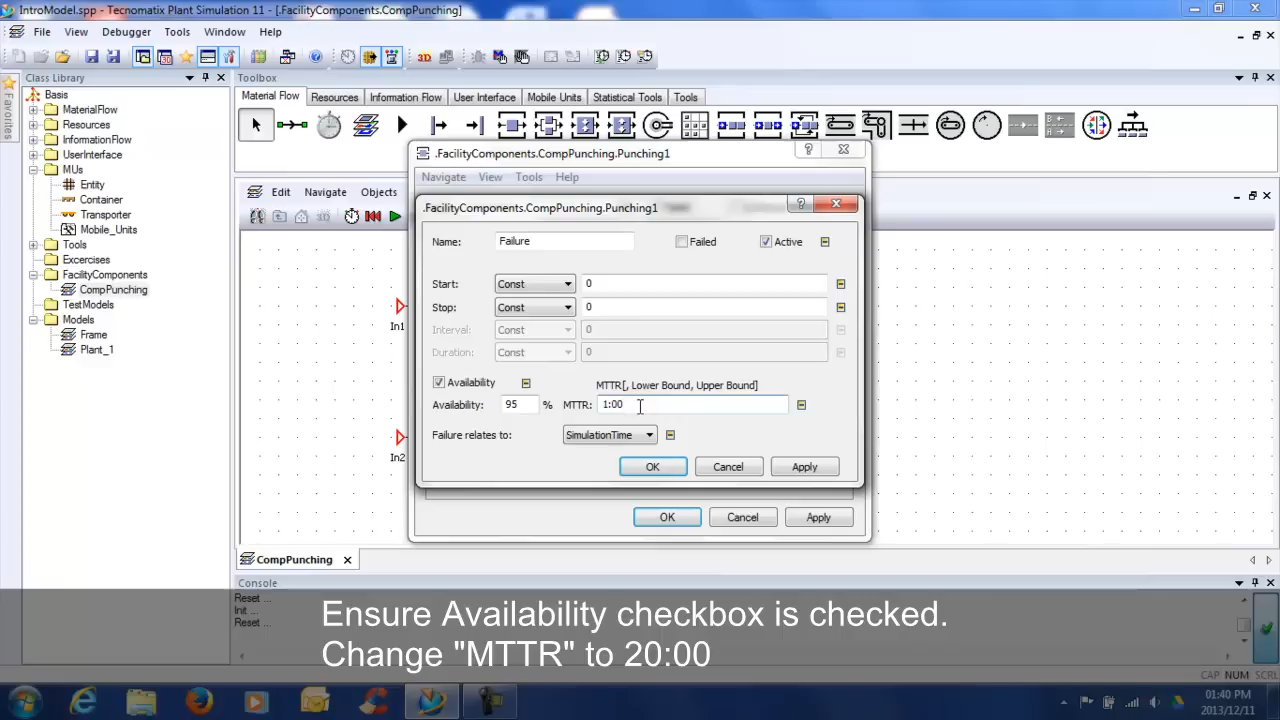 IntroModel.spp - Tecnomatix Plant Simulation 11 - [.FacilityComponents.CompPunching]
File View Debugger Tools Window Help
Class Library
Toolbox
Favorites
Basis
MaterialFlow
Resources
InformationFlow
UserInterface
MUs
Entity
Container
Transporter
Mobile_Units
Tools
Excercises
FacilityComponents
CompPunching
TestModels
Models
Frame
Plant_1
Material Flow Resources Information Flow User Interface Mobile Units Statistical Tools Tools
Edit Navigate Objects
In1
In2
.FacilityComponents.CompPunching.Punching1
Navigate View Tools Help
.FacilityComponents.CompPunching.Punching1
Name: Failure Failed Active
Start: Const 0
Stop: Const 0
Interval: Const 0
Duration: Const 0
Availability MTTR[, Lower Bound, Upper Bound]
Availability: 95 % MTTR: 1:00
Failure relates to: SimulationTime
OK Cancel Apply
OK Cancel Apply
CompPunching
Console
Reset ...
Init ...
Reset ...
Ensure Availability checkbox is checked.
Change "MTTR" to 20:00
CAP NUM SCRL
01:40 PM
2013/12/11